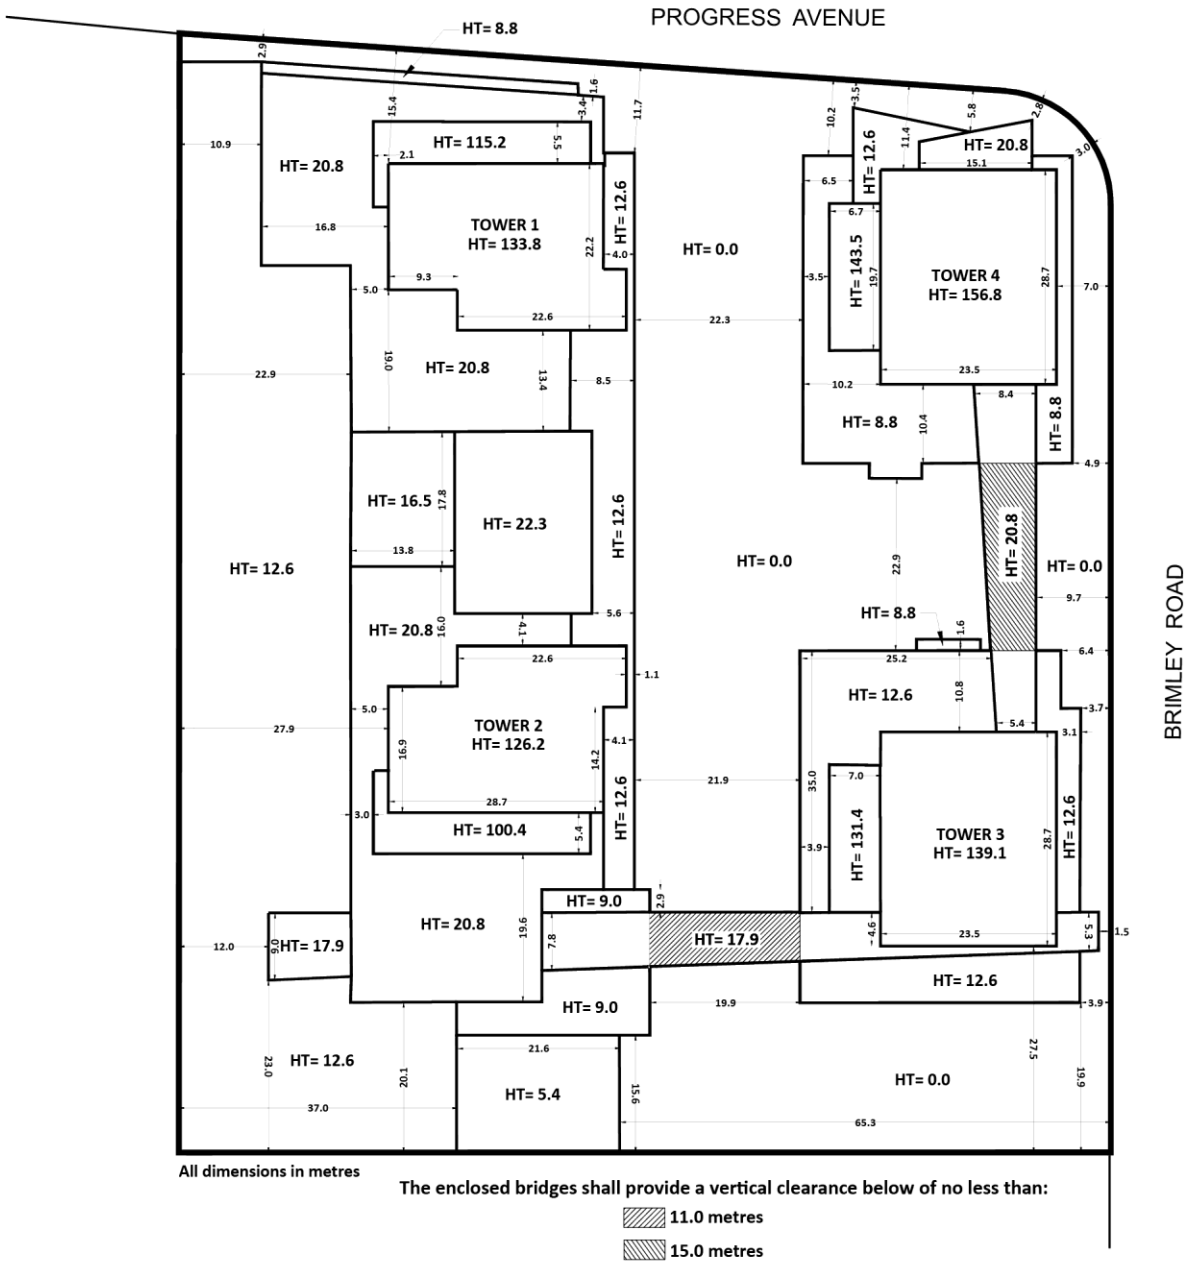 PROGRESS AVENUE
HT= 8.8
2.9
1.6
3.4
15.4
11.7
3.5
10.2
5.8
2.8
11.4
3.0
10.9
HT= 115.2
5.5
2.1
HT= 20.8
HT= 12.6
HT= 20.8
15.1
6.5
HT= 12.6
16.8
TOWER 1
HT= 133.8
22.2
4.0
HT= 0.0
6.7
HT= 143.5
19.7
3.5
TOWER 4
HT= 156.8
28.7
7.0
9.3
5.0
22.6
22.3
19.0
HT= 20.8
13.4
8.5
22.9
10.2
23.5
8.4
HT= 8.8
10.4
HT= 8.8
4.9
HT= 16.5
17.8
13.8
HT= 22.3
HT= 12.6
HT= 12.6
HT= 0.0
22.9
HT= 20.8
HT= 0.0
9.7
HT= 20.8
16.0
4.1
5.6
HT= 8.8
1.6
6.4
22.6
1.1
25.2
10.8
HT= 12.6
BRIMLEY ROAD
5.0
27.9
16.9
TOWER 2
HT= 126.2
14.2
4.1
5.4
3.7
3.1
28.7
21.9
35.0
7.0
HT= 131.4
3.9
TOWER 3
HT= 139.1
28.7
HT= 12.6
3.0
HT= 100.4
5.4
HT= 12.6
HT= 9.0
2.9
HT= 20.8
19.6
7.8
12.0
9.0
HT= 17.9
HT= 17.9
4.6
23.5
5.3
1.5
HT= 12.6
HT= 9.0
19.9
3.9
21.6
HT= 12.6
23.0
20.1
37.0
HT= 5.4
15.6
HT= 0.0
27.5
19.9
65.3
All dimensions in metres
The enclosed bridges shall provide a vertical clearance below of no less than:
11.0 metres
15.0 metres